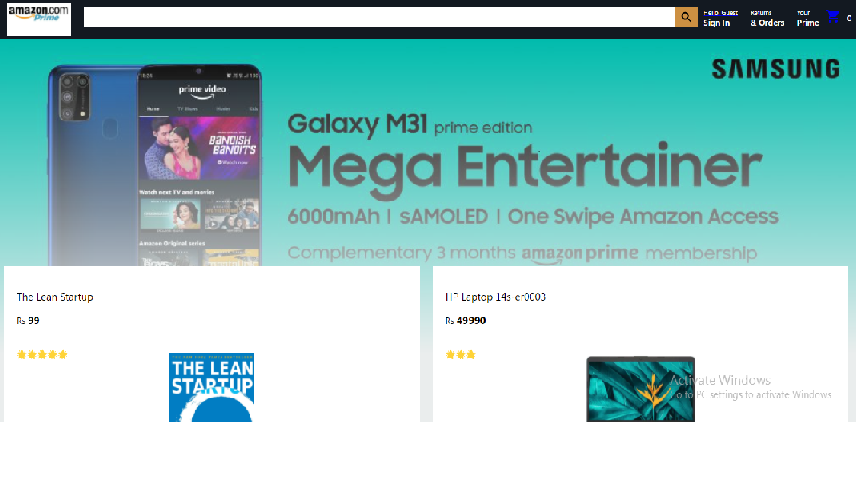 amazon.com
Prime
Hello Guest
Sign In
Returns
& Orders
Your
Prime
0
SAMSUNG
prime video
Home
TV Shows
BANDISH
BANDITS
Watch now
Watch next TV and movies
Amazon Original series
Galaxy M31 prime edition
Mega Entertainer
6000mAh | sAMOLED | One Swipe Amazon Access
Complementary 3 months amazon prime membership
The Lean Startup
Rs 99
THE LEAN
STARTUP
HP Laptop 14s-er0003
Rs 49990
Activate Windows
Go to PC settings to activate Windows.